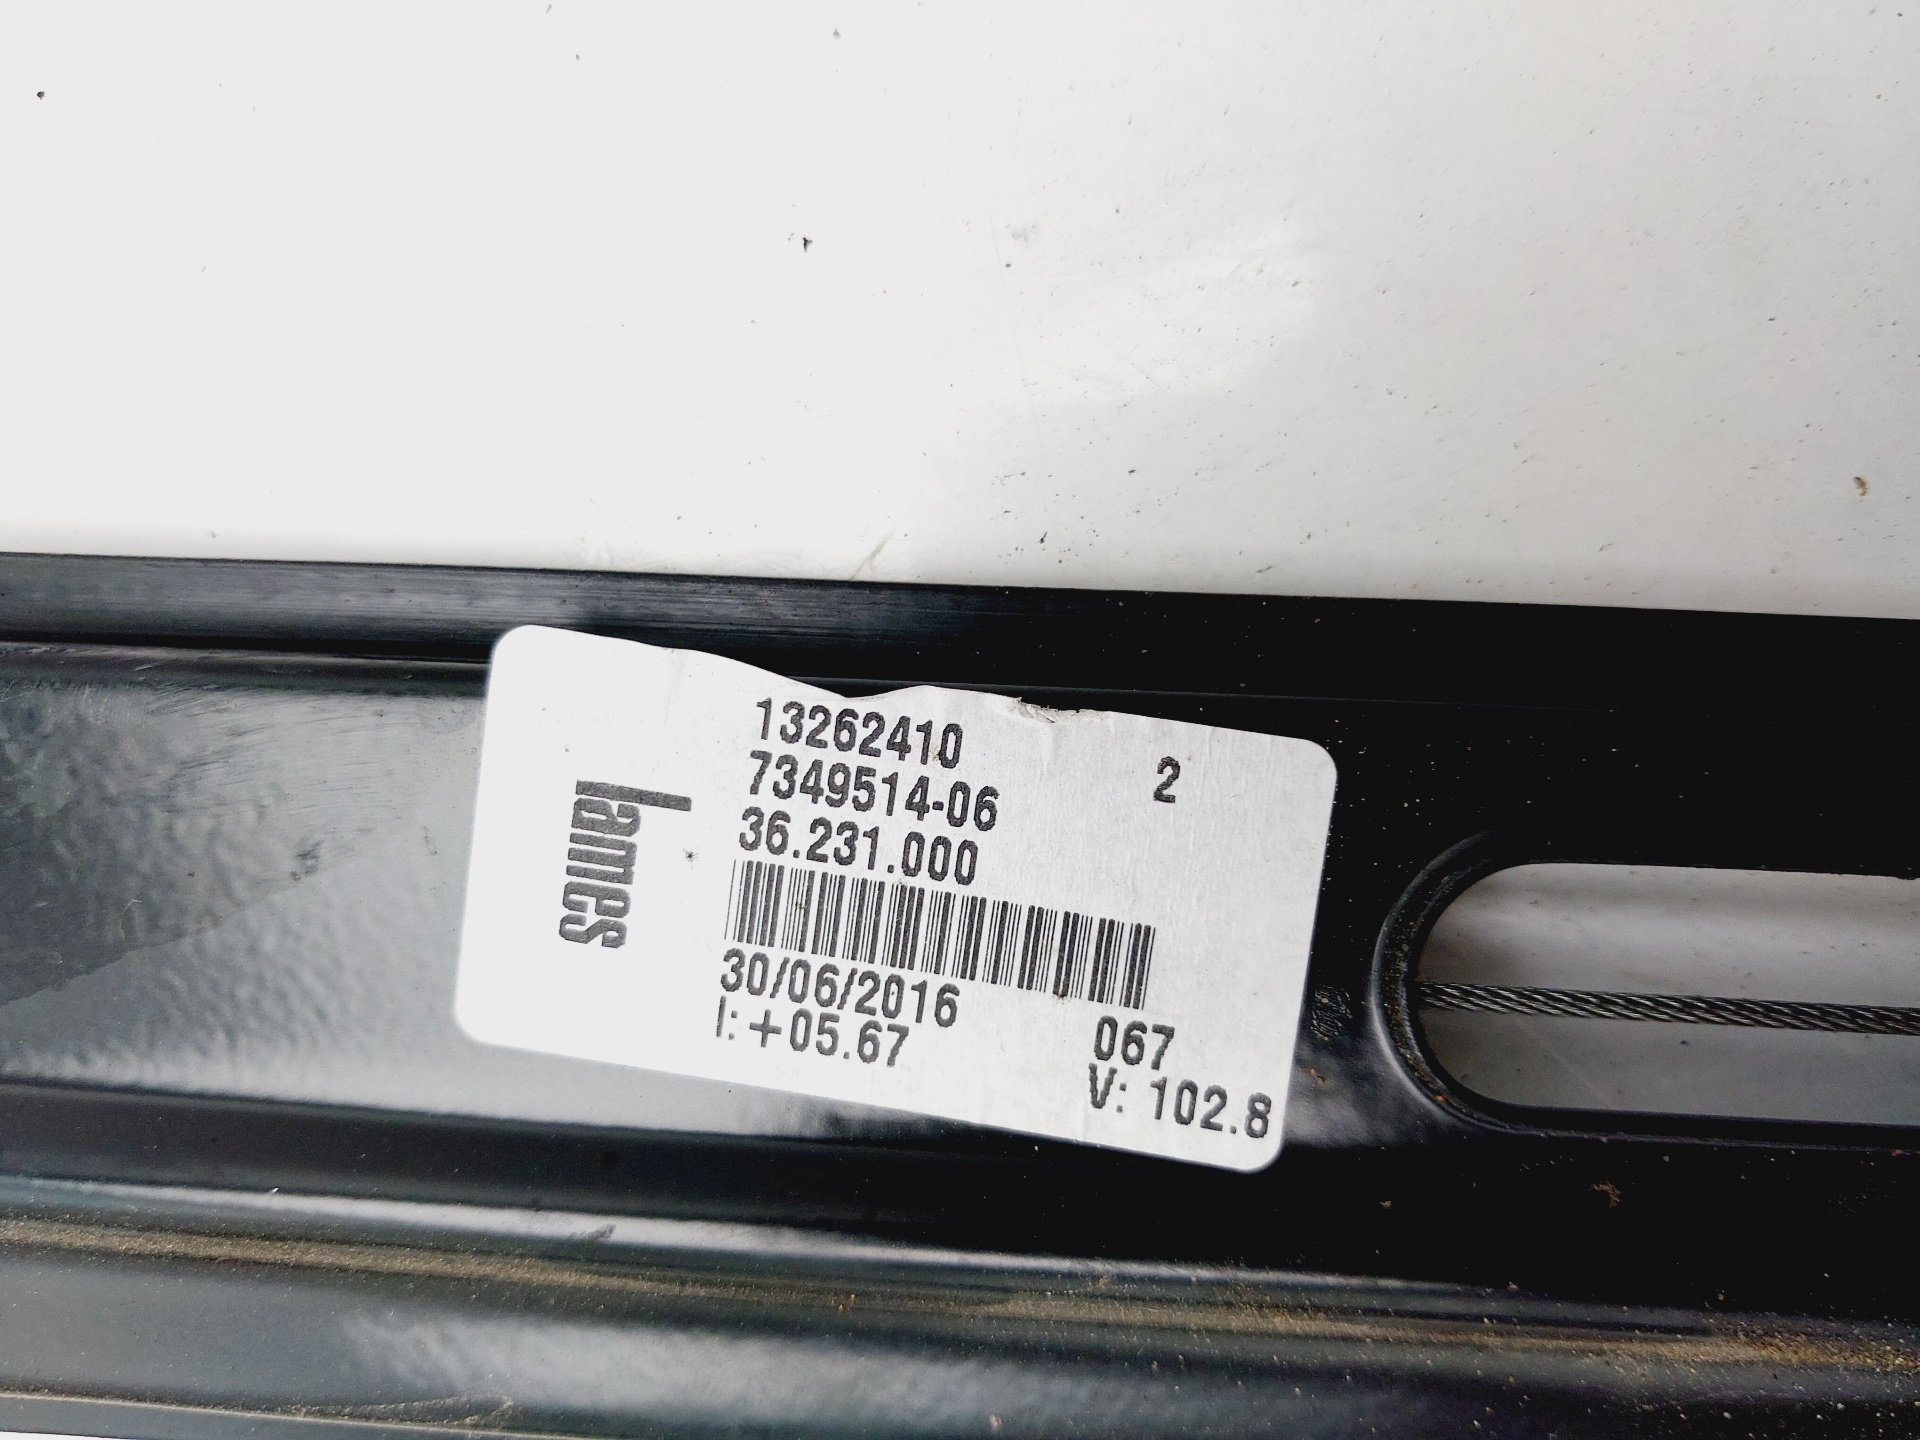 lames
13262410 2
7349514-06
36.231.000
30/06/2016 067
I: +05.67 V: 102.8